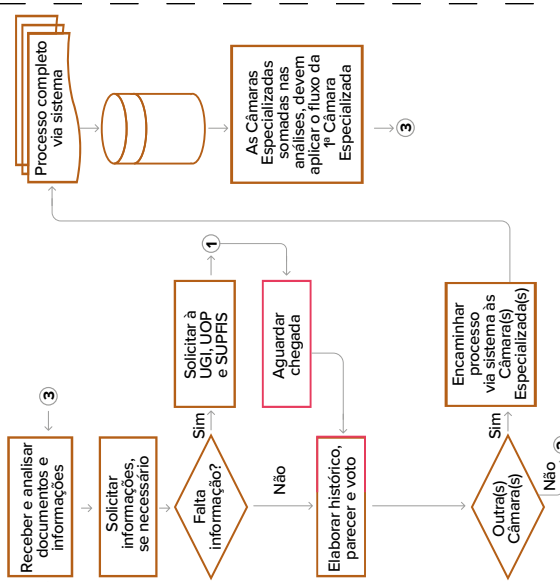 Receber e analisar
documentos e
informações
3
Solicitar
informações,
se necessário
Falta
informação?
Sim
Solicitar à
UGI, UOP
e SUPFIS
1
Aguardar
chegada
Não
Elaborar histórico,
parecer e voto
Outra(s)
Câmara(s)
Sim
Encaminhar
processo
via sistema às
Câmara(s)
Especializada(s)
Não
Processo completo
via sistema
As Câmaras
Especializadas
somadas nas
análises, devem
aplicar o fluxo da
1ª Câmara
Especializada
3